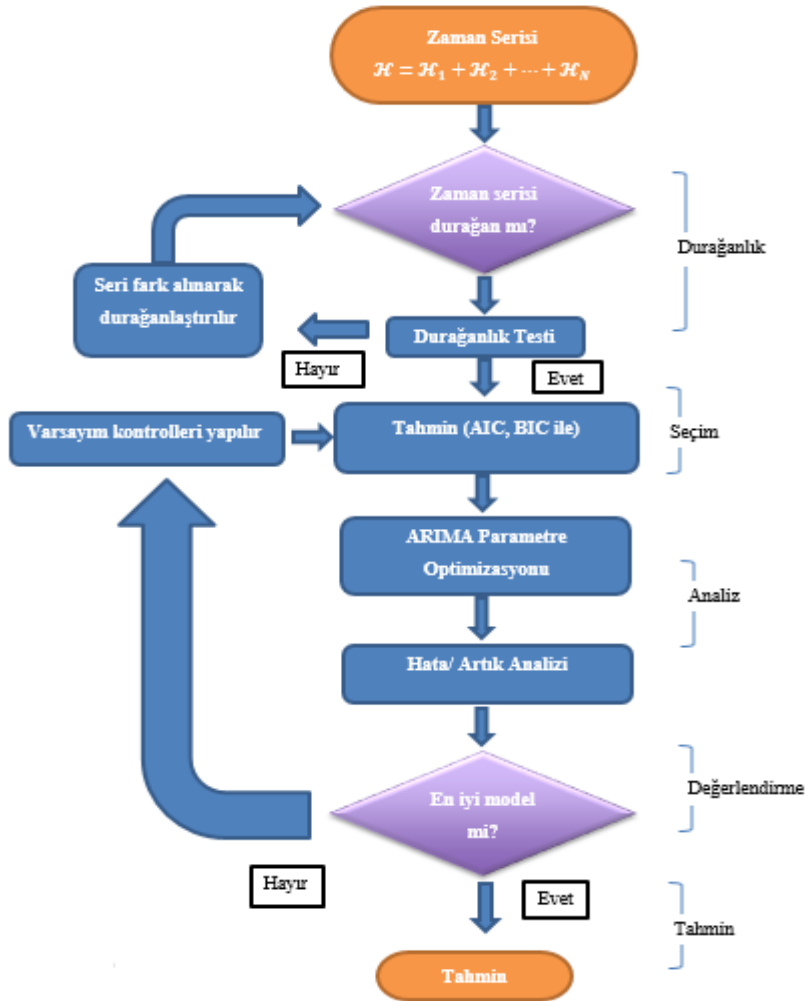 Zaman Serisi
𝓗 = 𝓗₁ + 𝓗₂ + ⋯ + 𝓗_N
Zaman serisi
durağan mı?
Durağanlık
Seri fark alınarak
durağanlaştırılır
Durağanlık Testi
Hayır
Evet
Varsayım kontrolleri yapılır
Tahmin (AIC, BIC ile)
Seçim
ARIMA Parametre
Optimizasyonu
Analiz
Hata/ Artık Analizi
En iyi model
mi?
Değerlendirme
Hayır
Evet
Tahmin
Tahmin